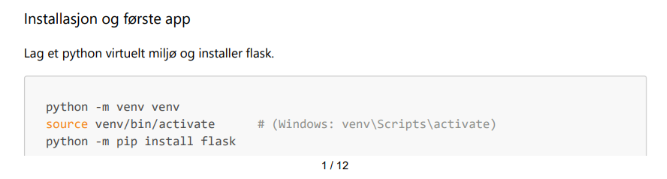 Installasjon og første app
Lag et python virtuelt miljø og installer flask.
python -m venv venv
source venv/bin/activate      # (Windows: venv\Scripts\activate)
python -m pip install flask
1 / 12